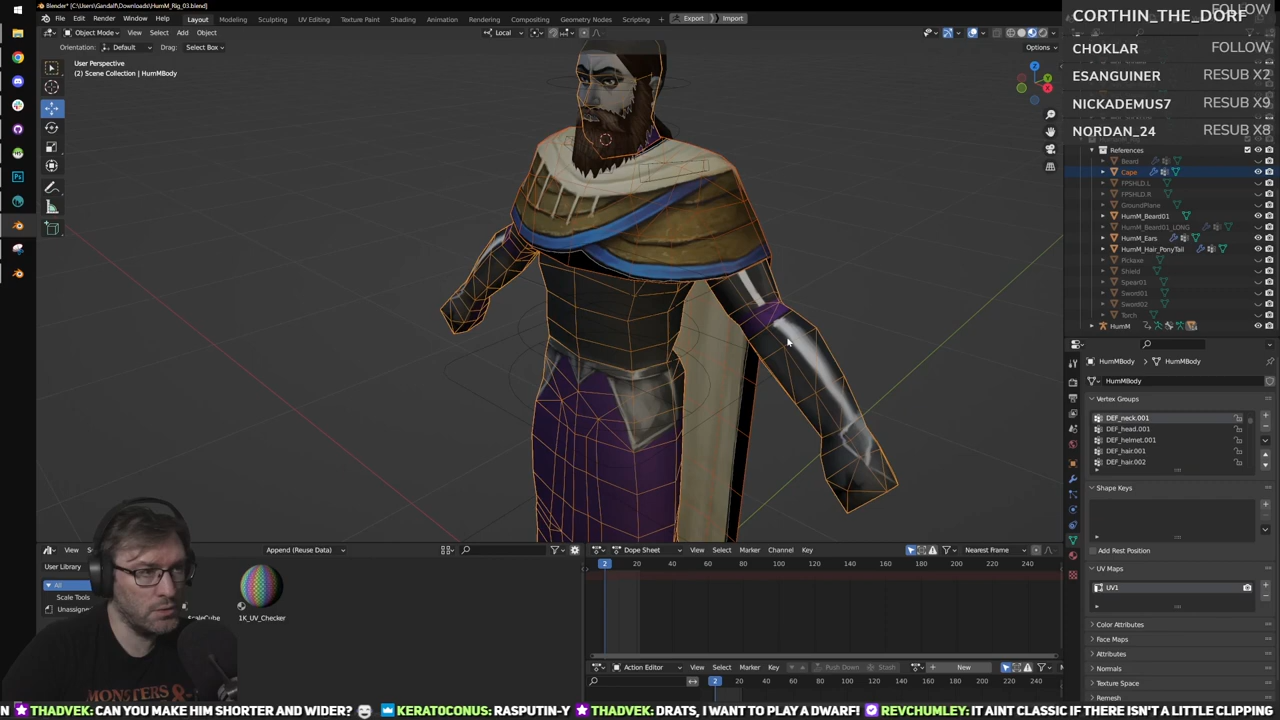 Blender* [C:\Users\Gandalf\Downloads\HumM_Rig_03.blend]
File Edit Render Window Help Layout Modeling Sculpting UV Editing Texture Paint Shading Animation Rendering Compositing Geometry Nodes Scripting + Export Import
Object Mode View Select Add Object Local
Orientation: Default Drag: Select Box Options
User Perspective
(2) Scene Collection | HumMBody
FOLLOW
CORTHIN_THE_DORF
CHOKLAR FOLLOW
ESANGUINER RESUB X2
NICKADEMUS7 RESUB X9
NORDAN_24 RESUB X8
References
Beard
Cape
FPSHLD.L
FPSHLD.R
GroundPlane
HumM_Beard01
HumM_Beard01_LONG
HumM_Ears
HumM_Hair_PonyTail
Pickaxe
Shield
Spear01
Sword01
Sword02
Torch
HumM
HumMBody > HumMBody
HumMBody
Vertex Groups
DEF_neck.001
DEF_head.001
DEF_helmet.001
DEF_hair.001
DEF_hair.002
Shape Keys
Add Rest Position
UV Maps
UV1
Color Attributes
Face Maps
Attributes
Normals
Texture Space
Remesh
View Append (Reuse Data)
User Library
All
Scale Tools
Unassigne
ScaleCube
1K_UV_Checker
Dope Sheet View Select Marker Channel Key Nearest Frame
2 20 40 60 80 100 120 140 160 180 200 220 240
Action Editor View Select Marker Key Push Down Stash New
2 20 40 60 80 100 120 140 160 180 200 220 240
MONSTERS
THADVEK: CAN YOU MAKE HIM SHORTER AND WIDER? KERATOCONUS: RASPUTIN-Y THADVEK: DRATS, I WANT TO PLAY A DWARF! REVCHUMLEY: IT AINT CLASSIC IF THERE ISN'T A LITTLE CLIPPING